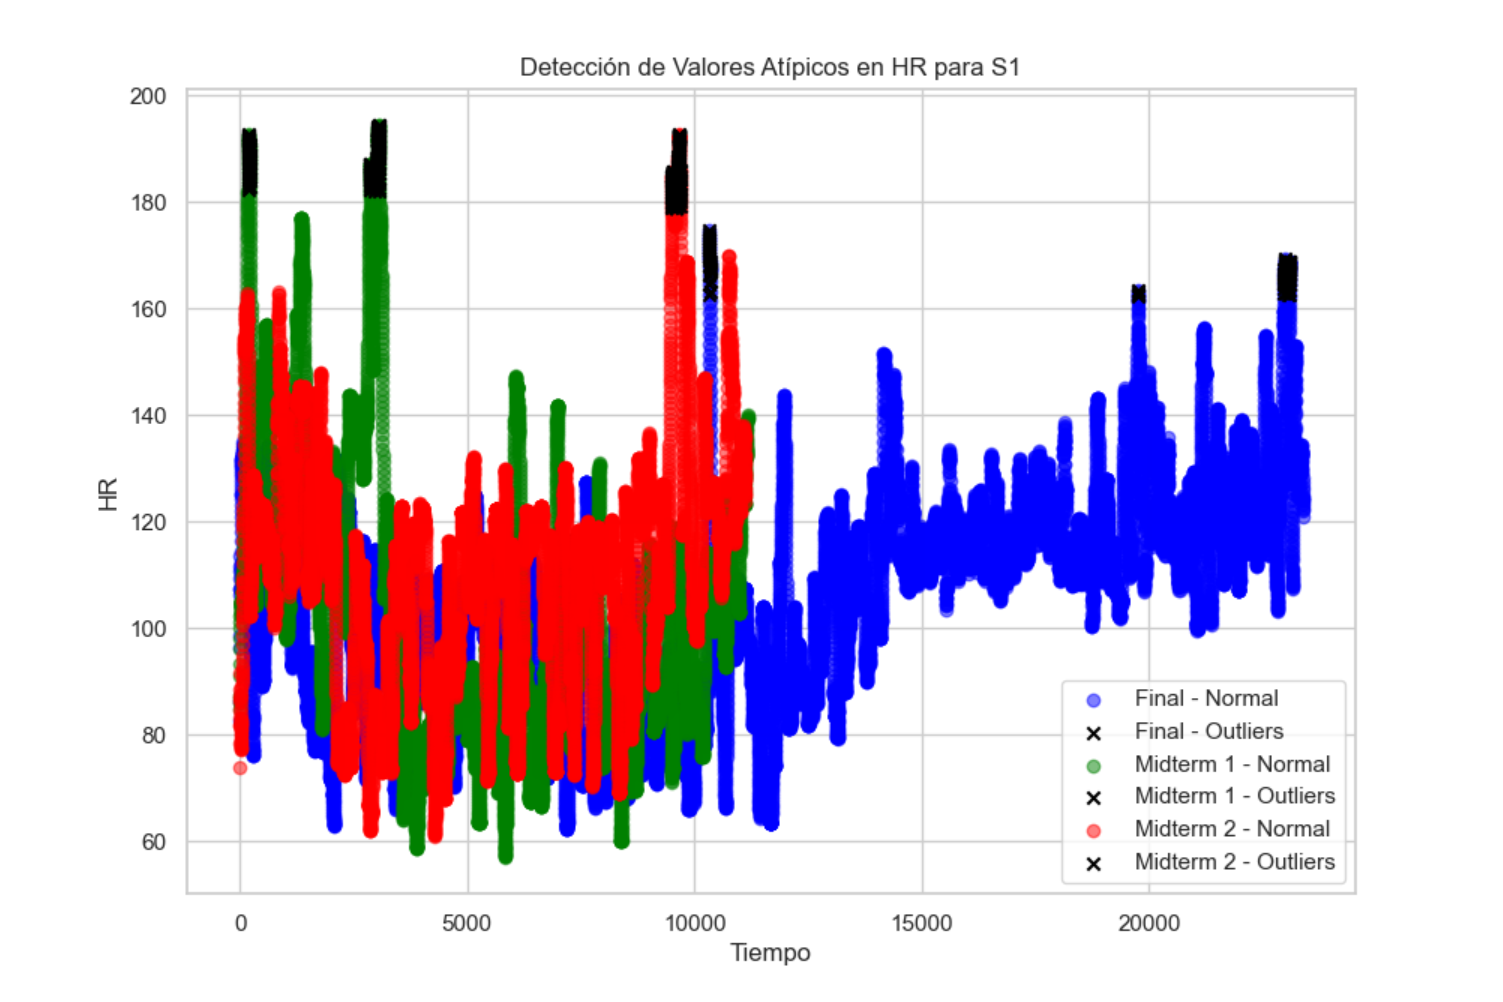 Detección de Valores Atípicos en HR para S1
200
180
160
140
120
100
80
60
HR
0
5000
10000
15000
20000
Tiempo
Final - Normal
Final - Outliers
Midterm 1 - Normal
Midterm 1 - Outliers
Midterm 2 - Normal
Midterm 2 - Outliers